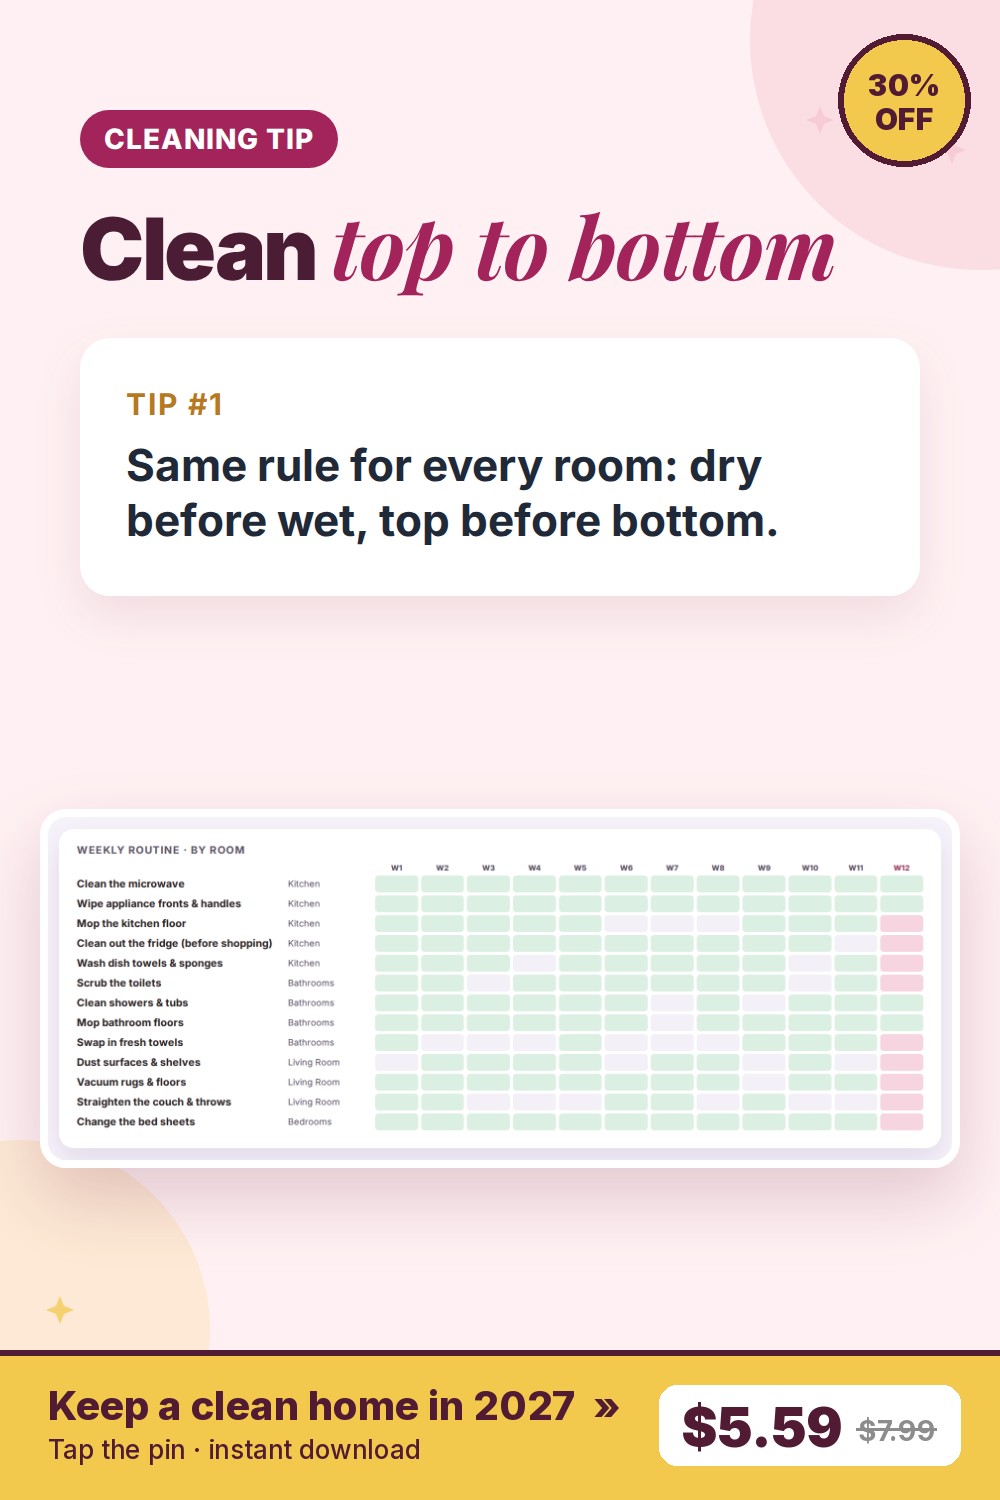 30%
OFF
CLEANING TIP
Clean top to bottom
TIP #1
Same rule for every room: dry
before wet, top before bottom.
WEEKLY ROUTINE · BY ROOM
W1 W2 W3 W4 W5 W6 W7 W8 W9 W10 W11 W12
Clean the microwave Kitchen
Wipe appliance fronts & handles Kitchen
Mop the kitchen floor Kitchen
Clean out the fridge (before shopping) Kitchen
Wash dish towels & sponges Kitchen
Scrub the toilets Bathrooms
Clean showers & tubs Bathrooms
Mop bathroom floors Bathrooms
Swap in fresh towels Bathrooms
Dust surfaces & shelves Living Room
Vacuum rugs & floors Living Room
Straighten the couch & throws Living Room
Change the bed sheets Bedrooms
Keep a clean home in 2027 »
Tap the pin · instant download
$5.59 $7.99